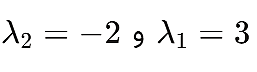 λ₁ = 3 و λ₂ = −2